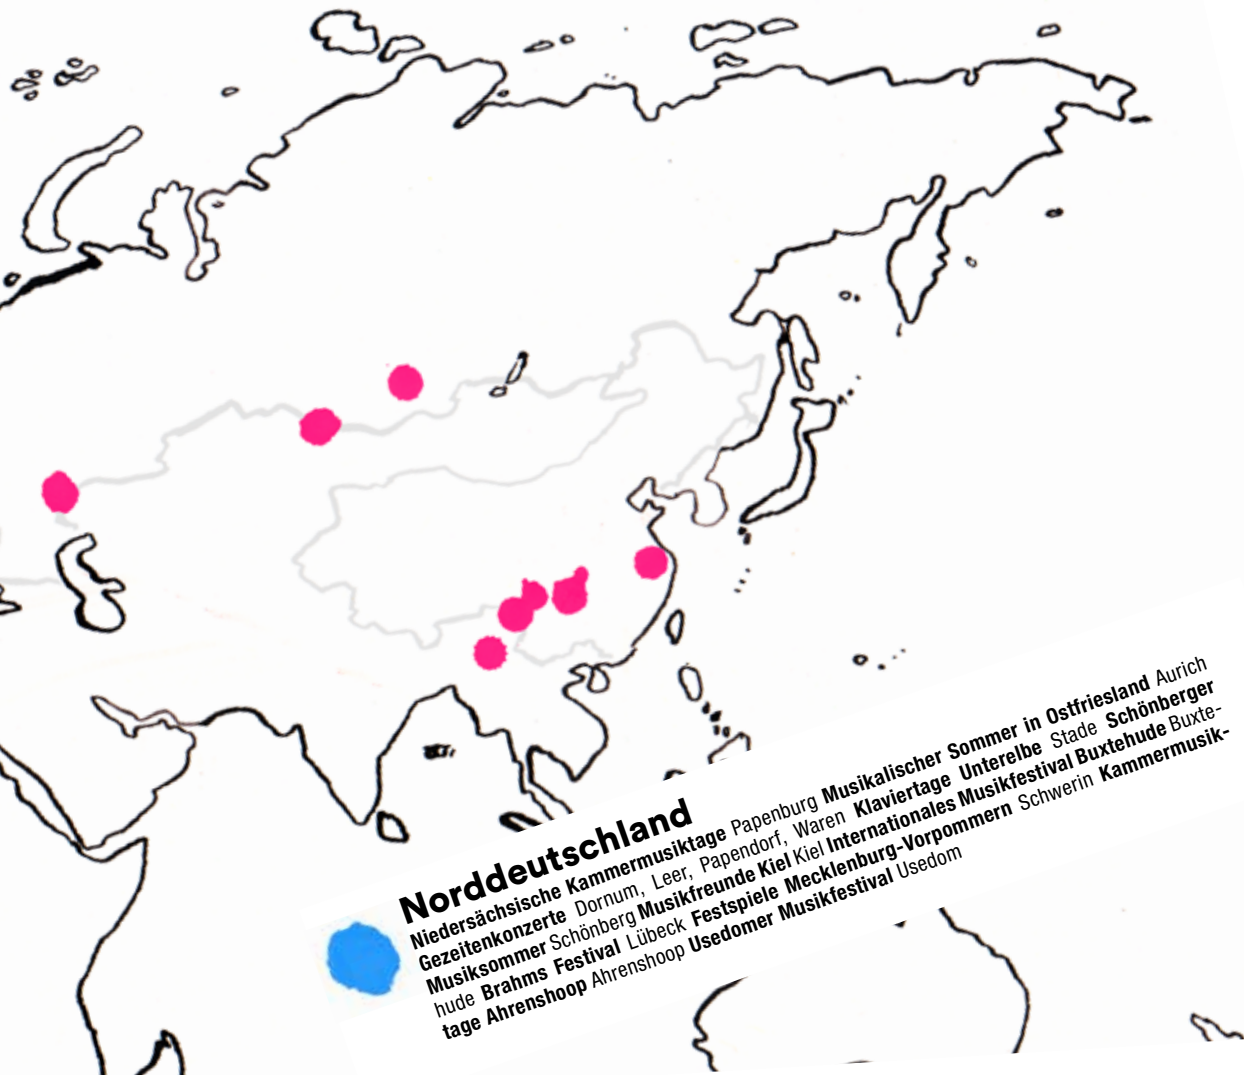 Norddeutschland
Niedersächsische Kammermusiktage Papenburg Musikalischer Sommer in Ostfriesland Aurich
Gezeitenkonzerte Dornum, Leer, Papendorf, Waren Klaviertage Unterelbe Stade Schönberger
Musiksommer Schönberg Musikfreunde Kiel Kiel Internationales Musikfestival Buxtehude Buxte-
hude Brahms Festival Lübeck Festspiele Mecklenburg-Vorpommern Schwerin Kammermusik-
tage Ahrenshoop Ahrenshoop Usedomer Musikfestival Usedom